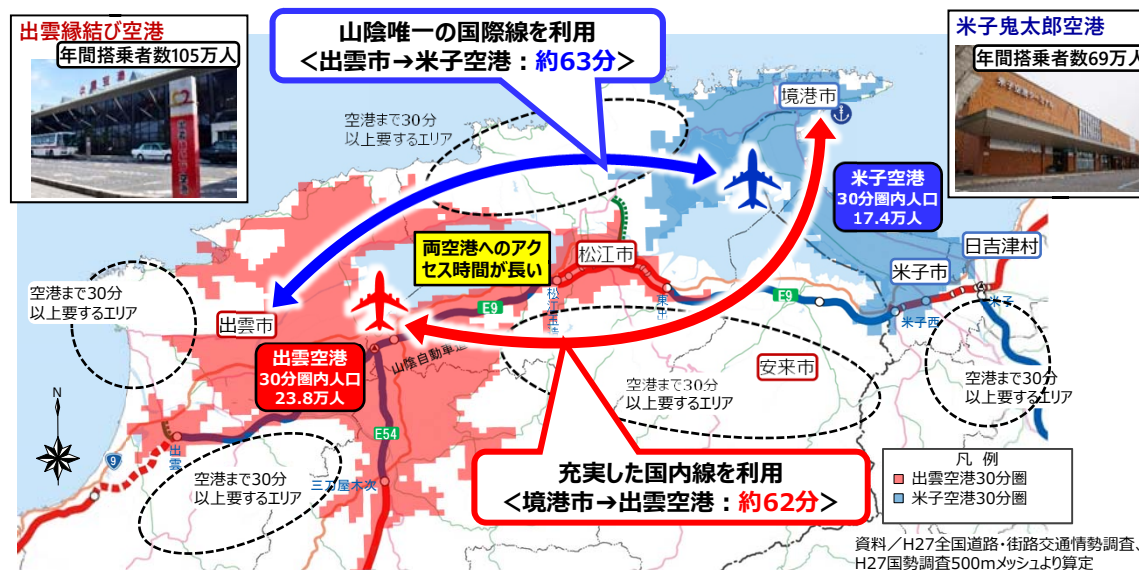 出雲縁結び空港
年間搭乗者数105万人
山陰唯一の国際線を利用
<出雲市→米子空港：約63分>
米子鬼太郎空港
年間搭乗者数69万人
空港まで30分
以上要するエリア
境港市
米子空港
30分圏内人口
17.4万人
両空港へのアク
セス時間が長い
松江市
日吉津村
米子市
空港まで30分
以上要するエリア
出雲市
E9
松江玉造
東出
E9
米子西
米子
出雲空港
30分圏内人口
23.8万人
山陰自動車道
安来市
空港まで30分
以上要するエリア
空港まで30分
以上要するエリア
N
9
出雲
E54
三刀屋木次
空港まで30分
以上要するエリア
充実した国内線を利用
<境港市→出雲空港：約62分>
凡 例
出雲空港30分圏
米子空港30分圏
資料／H27全国道路・街路交通情勢調査、
H27国勢調査500mメッシュより算定